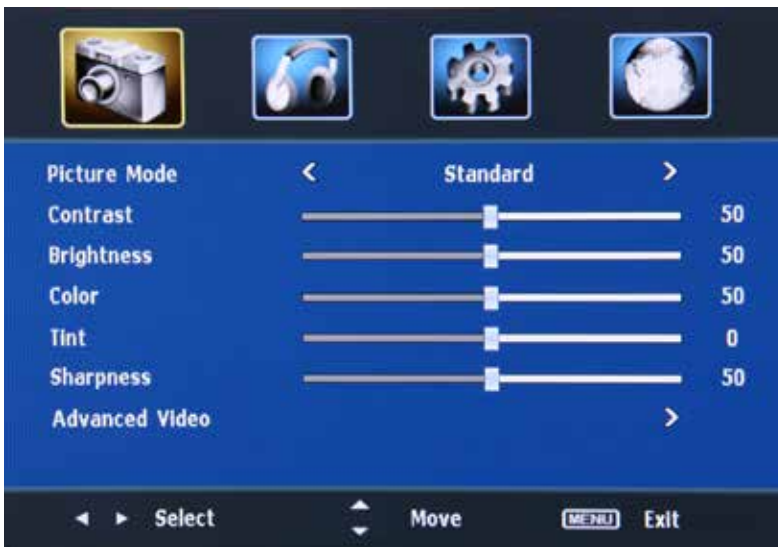 Picture Mode < Standard >
Contrast 50
Brightness 50
Color 50
Tint 0
Sharpness 50
Advanced Video >
◄ ► Select Move MENU Exit